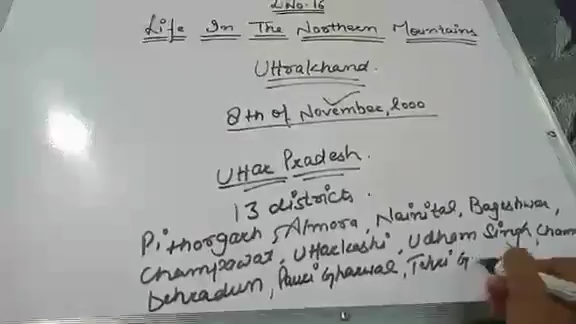 L No. 16
Life In The Northern Mountains
Uttrakhand.
8th of November, 2000
Uttar Pradesh.
13 districts.
Pithorgarh, Almora, Nainital, Bageshwar,
Champawat, Uttarkashi, Udham Singh, Cham
Dehradun, Pauri Gharwal, Tehri G